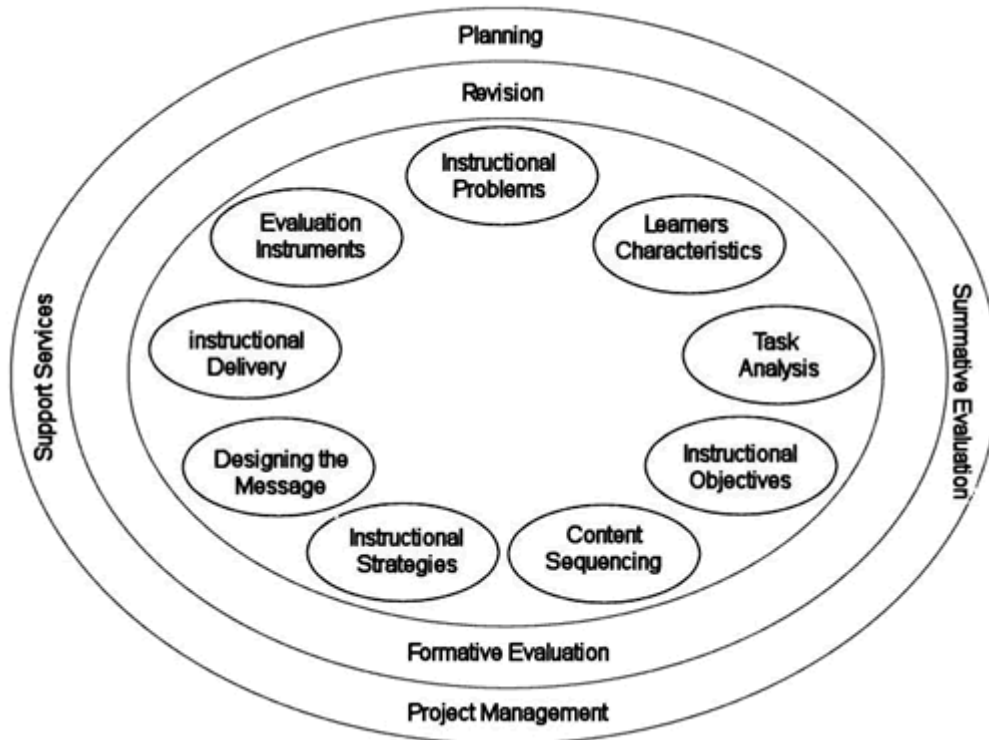 Planning
Revision
Instructional
Problems
Evaluation
Instruments
Learners
Characteristics
Support Services
Summative Evaluation
instructional
Delivery
Task
Analysis
Designing the
Message
Instructional
Objectives
Instructional
Strategies
Content
Sequencing
Formative Evaluation
Project Management